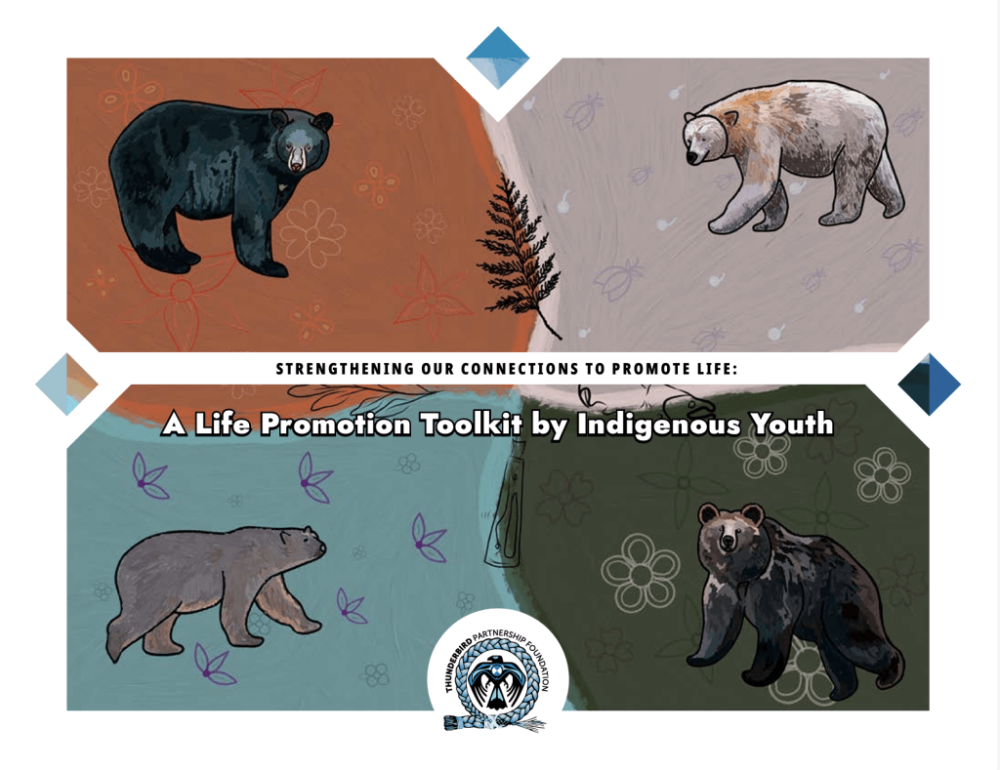 STRENGTHENING OUR CONNECTIONS TO PROMOTE LIFE:
A Life Promotion Toolkit by Indigenous Youth
THUNDERBIRD PARTNERSHIP FOUNDATION